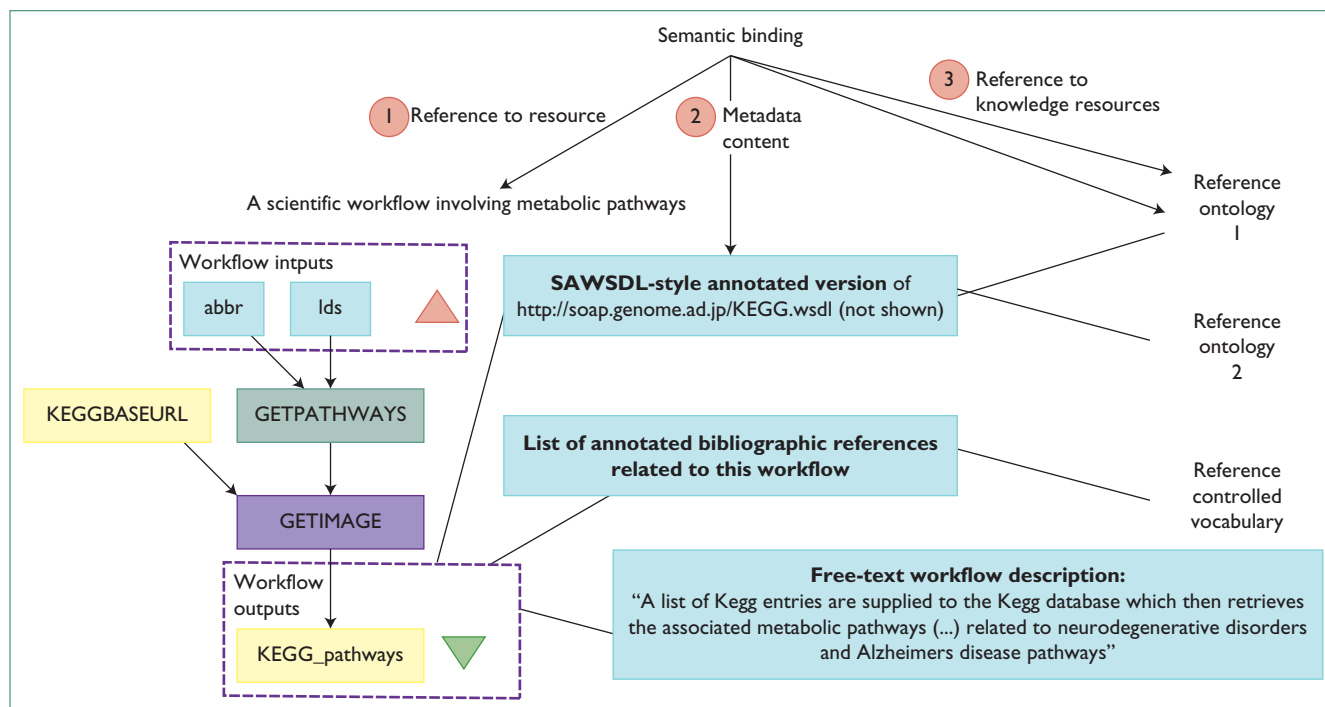 Semantic binding
1
Reference to resource
2
Metadata
content
3
Reference to
knowledge resources
A scientific workflow involving metabolic pathways
Reference
ontology
1
Workflow intputs
abbr
Ids
SAWSDL-style annotated version of
http://soap.genome.ad.jp/KEGG.wsdl (not shown)
Reference
ontology
2
KEGGBASEURL
GETPATHWAYS
List of annotated bibliographic references
related to this workflow
Reference
controlled
vocabulary
GETIMAGE
Workflow
outputs
KEGG_pathways
Free-text workflow description:
“A list of Kegg entries are supplied to the Kegg database which then retrieves
the associated metabolic pathways (...) related to neurodegenerative disorders
and Alzheimers disease pathways”